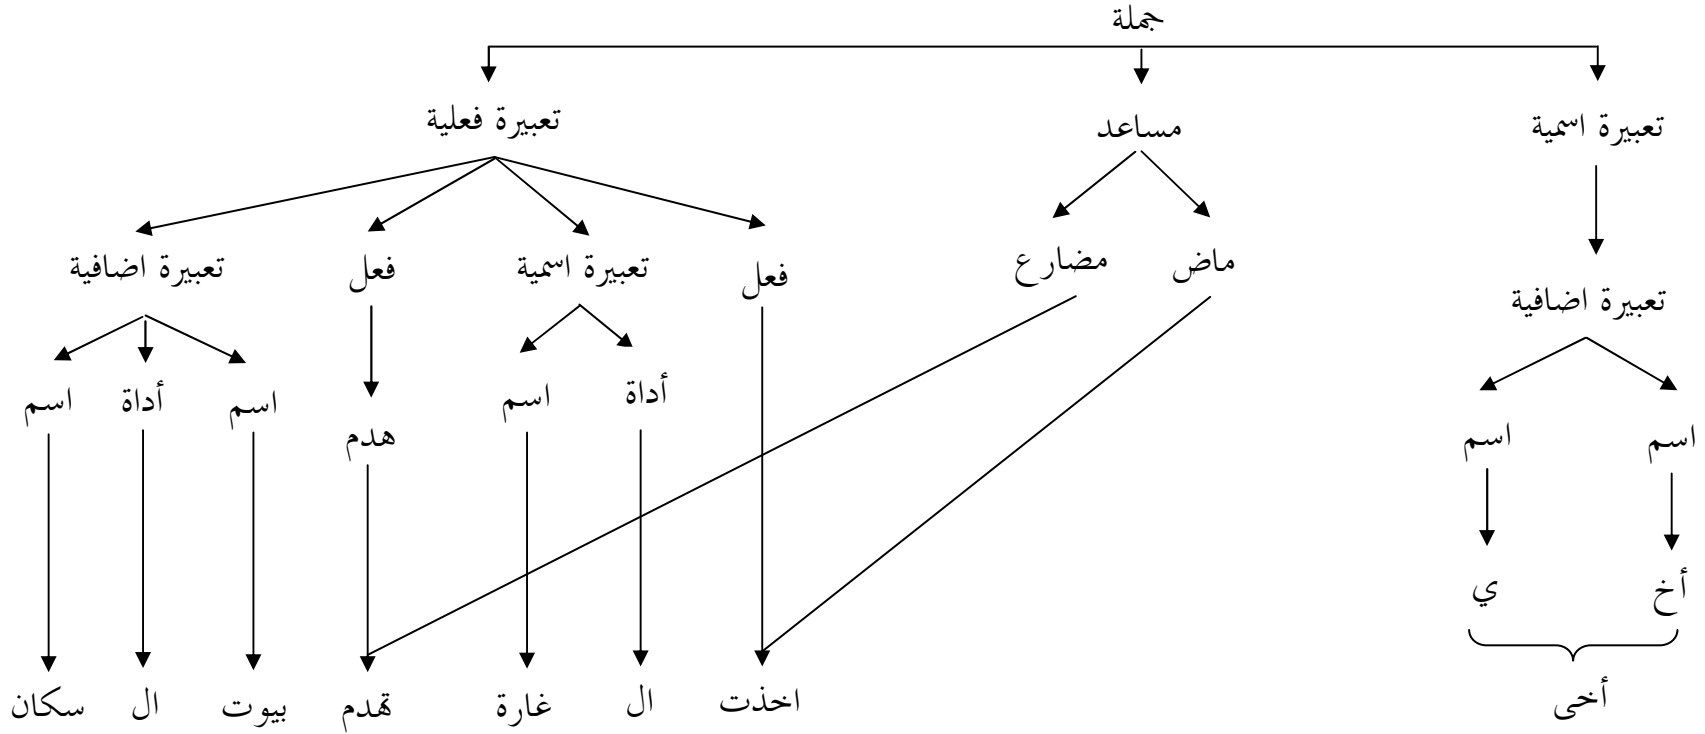 جملة
تعبيرة اسمية مساعد تعبيرة فعلية
تعبيرة اضافية ماض مضارع فعل تعبيرة اسمية فعل تعبيرة اضافية
اسم اسم أداة اسم هدم اسم أداة اسم
أخ ي
أخى اخذت ال غارة تهدم بيوت ال سكان